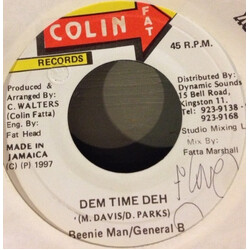 COLIN
FAT
RECORDS
45 R.P.M.
Produced &
Arranged By:
C. WALTERS
(Colin Fatta)
Eng. By:
Fat Head
MADE IN
JAMAICA
(C) (P) 1997
Distributed By:
Dynamic Sounds
15 Bell Road,
Kingston 11.
Tel: 923-9138
923-9168
Studio Mixing L
Mix By:
Fatta Marshall
DEM TIME DEH
(M. DAVIS/D. PARKS)
Beenie Man/General B